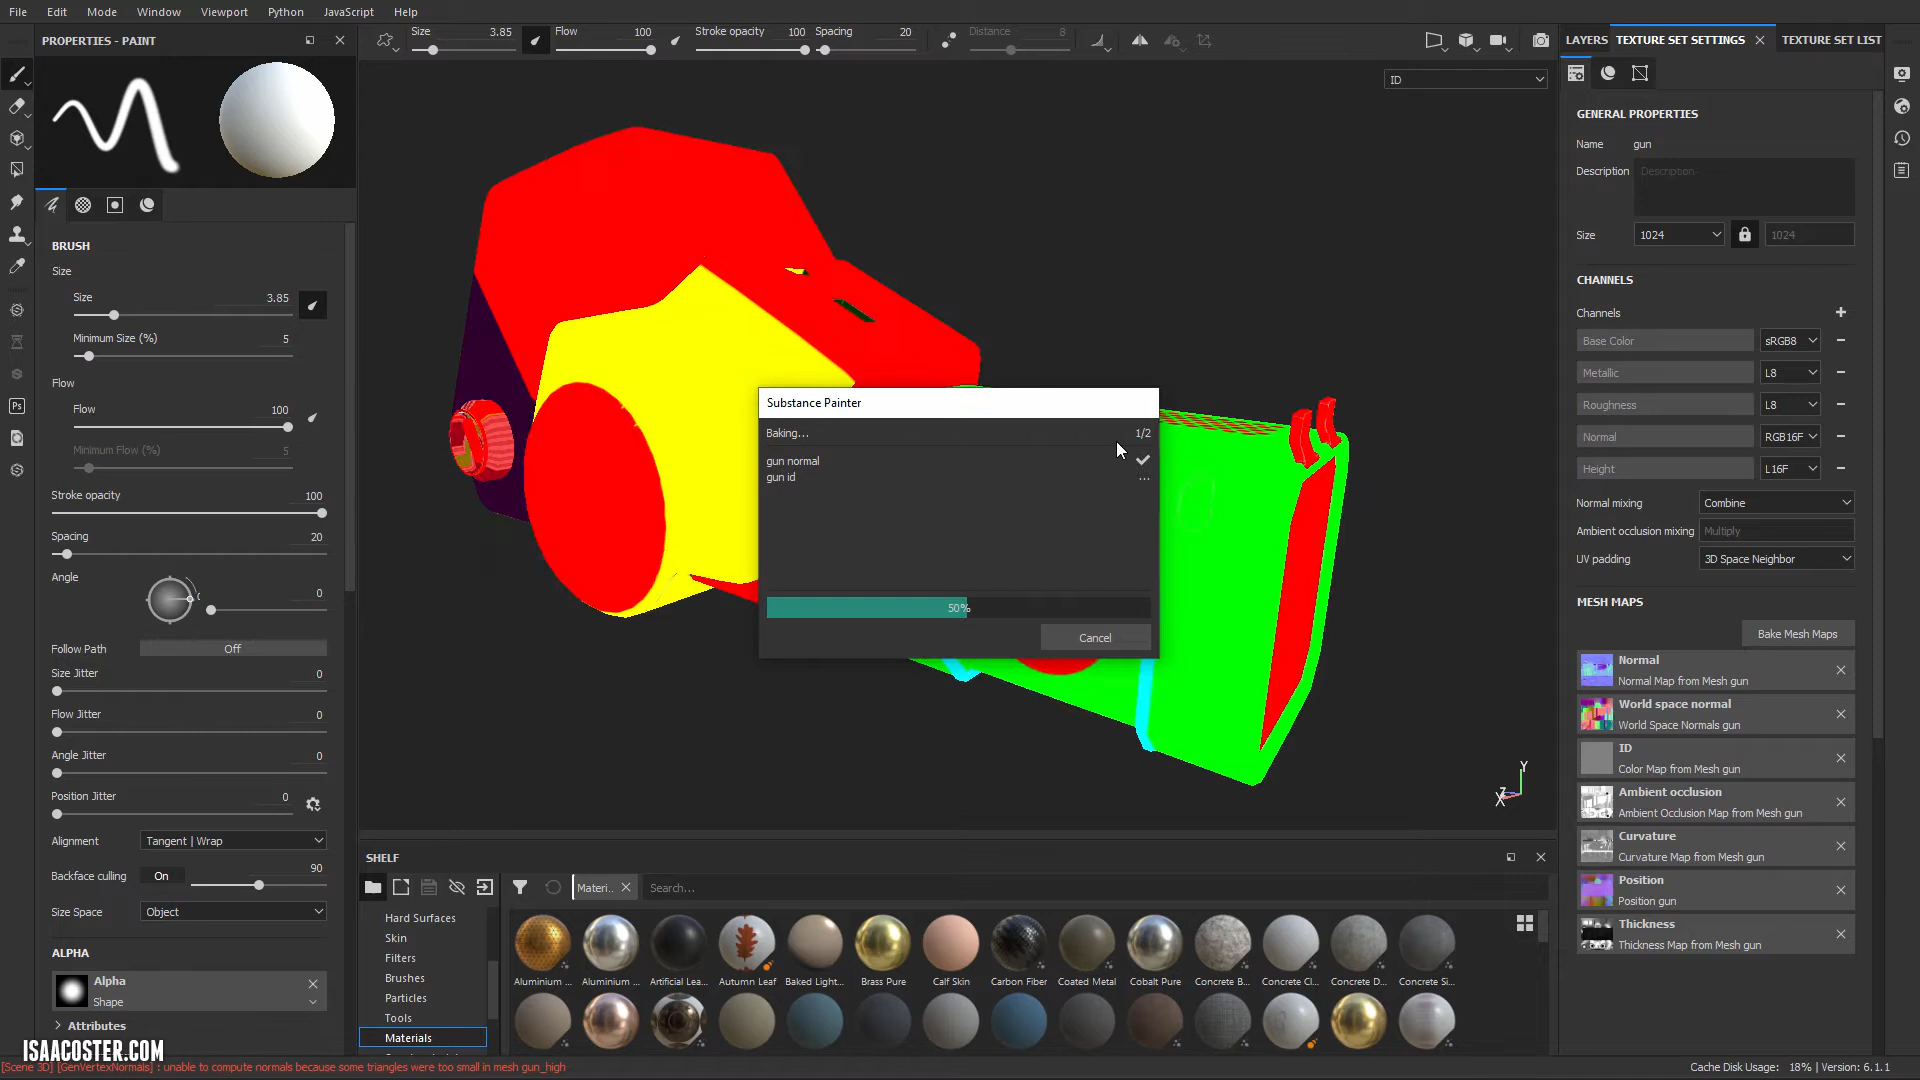 File Edit Mode Window Viewport Python JavaScript Help
PROPERTIES - PAINT
Size 3.85 Flow 100 Stroke opacity 100 Spacing 20 Distance 8
LAYERS TEXTURE SET SETTINGS TEXTURE SET LIST
ID
BRUSH
Size
Size 3.85
Minimum Size (%) 5
Flow
Flow 100
Minimum Flow (%) 5
Stroke opacity 100
Spacing 20
Angle 0
Follow Path Off
Size Jitter 0
Flow Jitter 0
Angle Jitter 0
Position Jitter 0
Alignment Tangent | Wrap
Backface culling On 90
Size Space Object
ALPHA
Alpha
Shape
Attributes
Ps
Substance Painter
Baking... 1/2
gun normal
gun id ...
50%
Cancel
Y
Z
X
SHELF
Materi.. Search...
Hard Surfaces
Skin
Filters
Brushes
Particles
Tools
Materials
Aluminium ... Aluminium ... Artificial Lea... Autumn Leaf Baked Light... Brass Pure Calf Skin Carbon Fiber Coated Metal Cobalt Pure Concrete B... Concrete Cl... Concrete D... Concrete Si...
GENERAL PROPERTIES
Name gun
Description Description
Size 1024 1024
CHANNELS
Channels
Base Color sRGB8
Metallic L8
Roughness L8
Normal RGB16F
Height L16F
Normal mixing Combine
Ambient occlusion mixing Multiply
UV padding 3D Space Neighbor
MESH MAPS
Bake Mesh Maps
Normal
Normal Map from Mesh gun
World space normal
World Space Normals gun
ID
Color Map from Mesh gun
Ambient occlusion
Ambient Occlusion Map from Mesh gun
Curvature
Curvature Map from Mesh gun
Position
Position gun
Thickness
Thickness Map from Mesh gun
ISAACOSTER.COM
[Scene 3D] [GenVertexNormals] : unable to compute normals because some triangles were too small in mesh gun_high
Cache Disk Usage: 18% | Version: 6.1.1